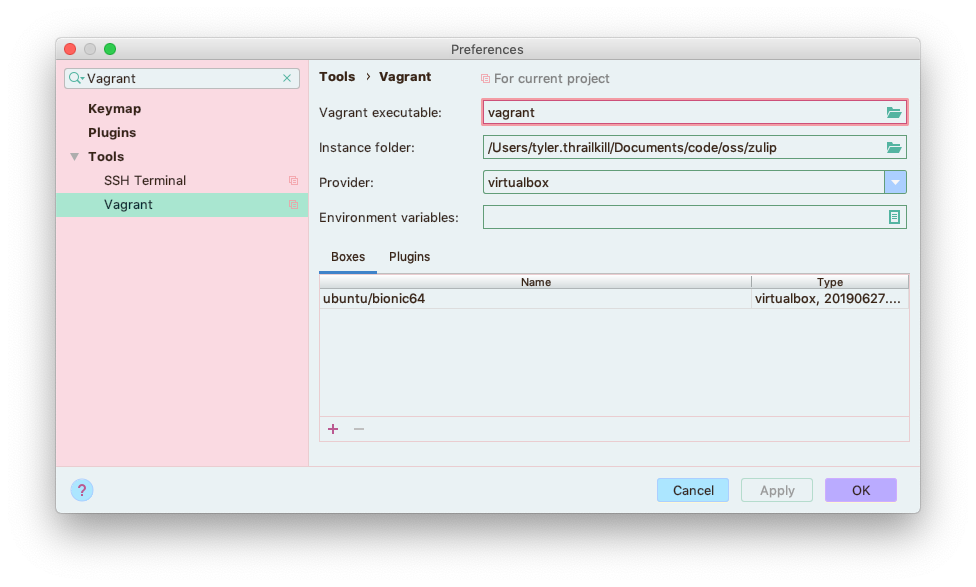 Preferences
Vagrant
Keymap
Plugins
Tools
SSH Terminal
Vagrant
Tools › Vagrant
For current project
Vagrant executable: vagrant
Instance folder: /Users/tyler.thrailkill/Documents/code/oss/zulip
Provider: virtualbox
Environment variables:
Boxes Plugins
Name Type
ubuntu/bionic64 virtualbox, 20190627....
+ −
? Cancel Apply OK